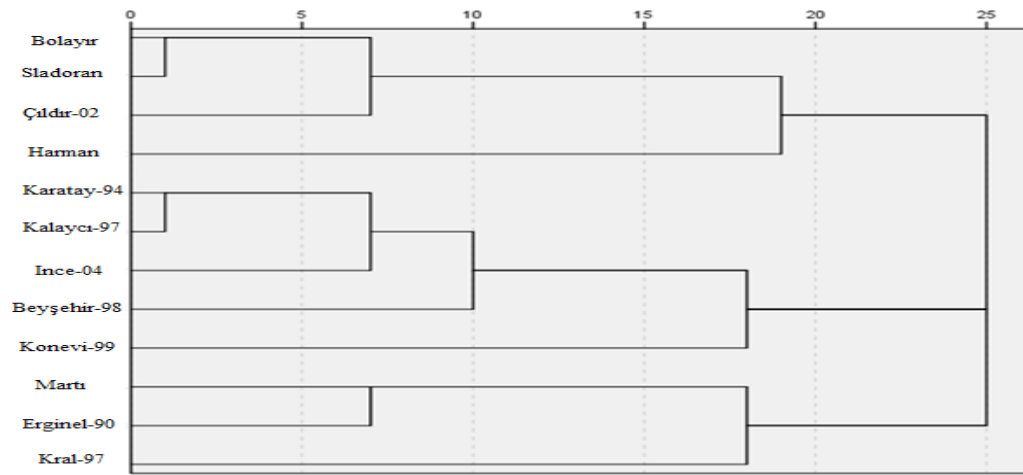 0 5 10 15 20 25
Bolayır
Sladoran
Çıldır-02
Harman
Karatay-94
Kalaycı-97
Ince-04
Beyşehir-98
Konevi-99
Martı
Erginel-90
Kral-97